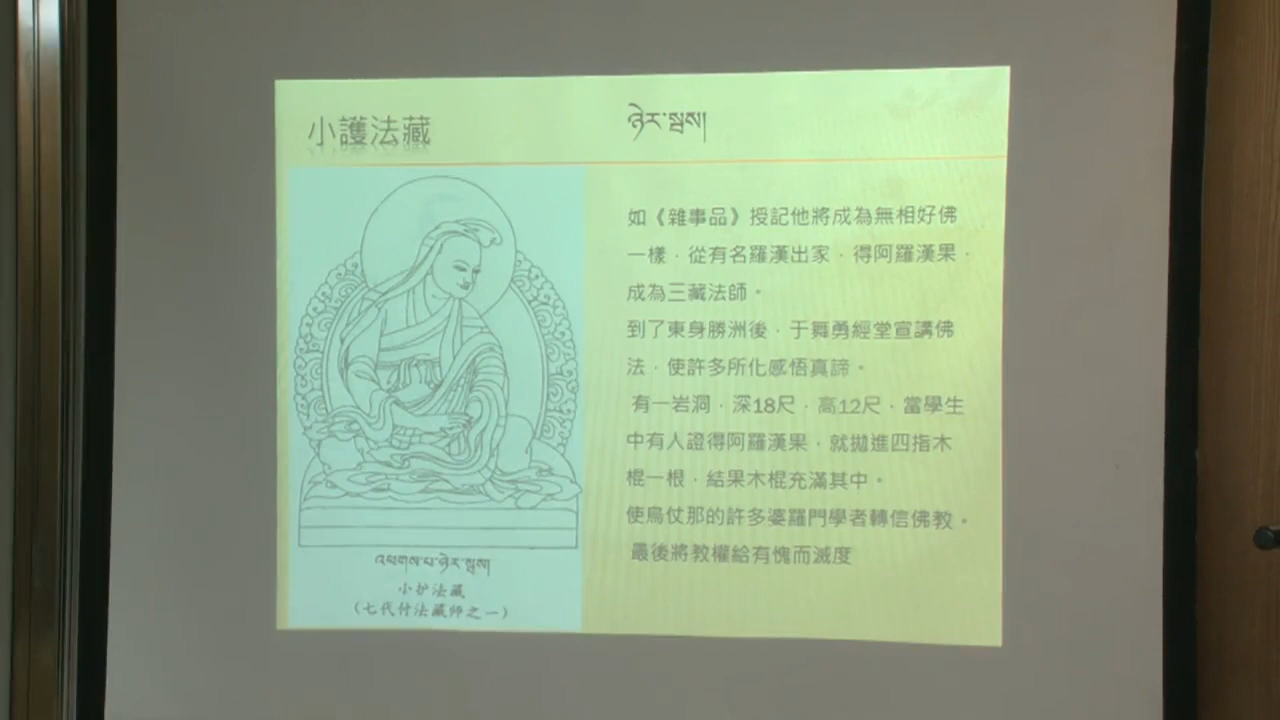 小護法藏
ཉེར་སྦས།
如《雜事品》授記他將成為無相好佛
一樣，從有名羅漢出家，得阿羅漢果，
成為三藏法師。
到了東身勝洲後，于舞勇經堂宣講佛
法，使許多所化感悟真諦。
有一岩洞，深18尺，高12尺，當學生
中有人證得阿羅漢果，就拋進四指木
棍一根，結果木棍充滿其中。
使烏仗那的許多婆羅門學者轉信佛教。
最後將教權給有愧而滅度
འཕགས་པ་ཉེར་སྦས།
小护法藏
（七代付法藏师之一）